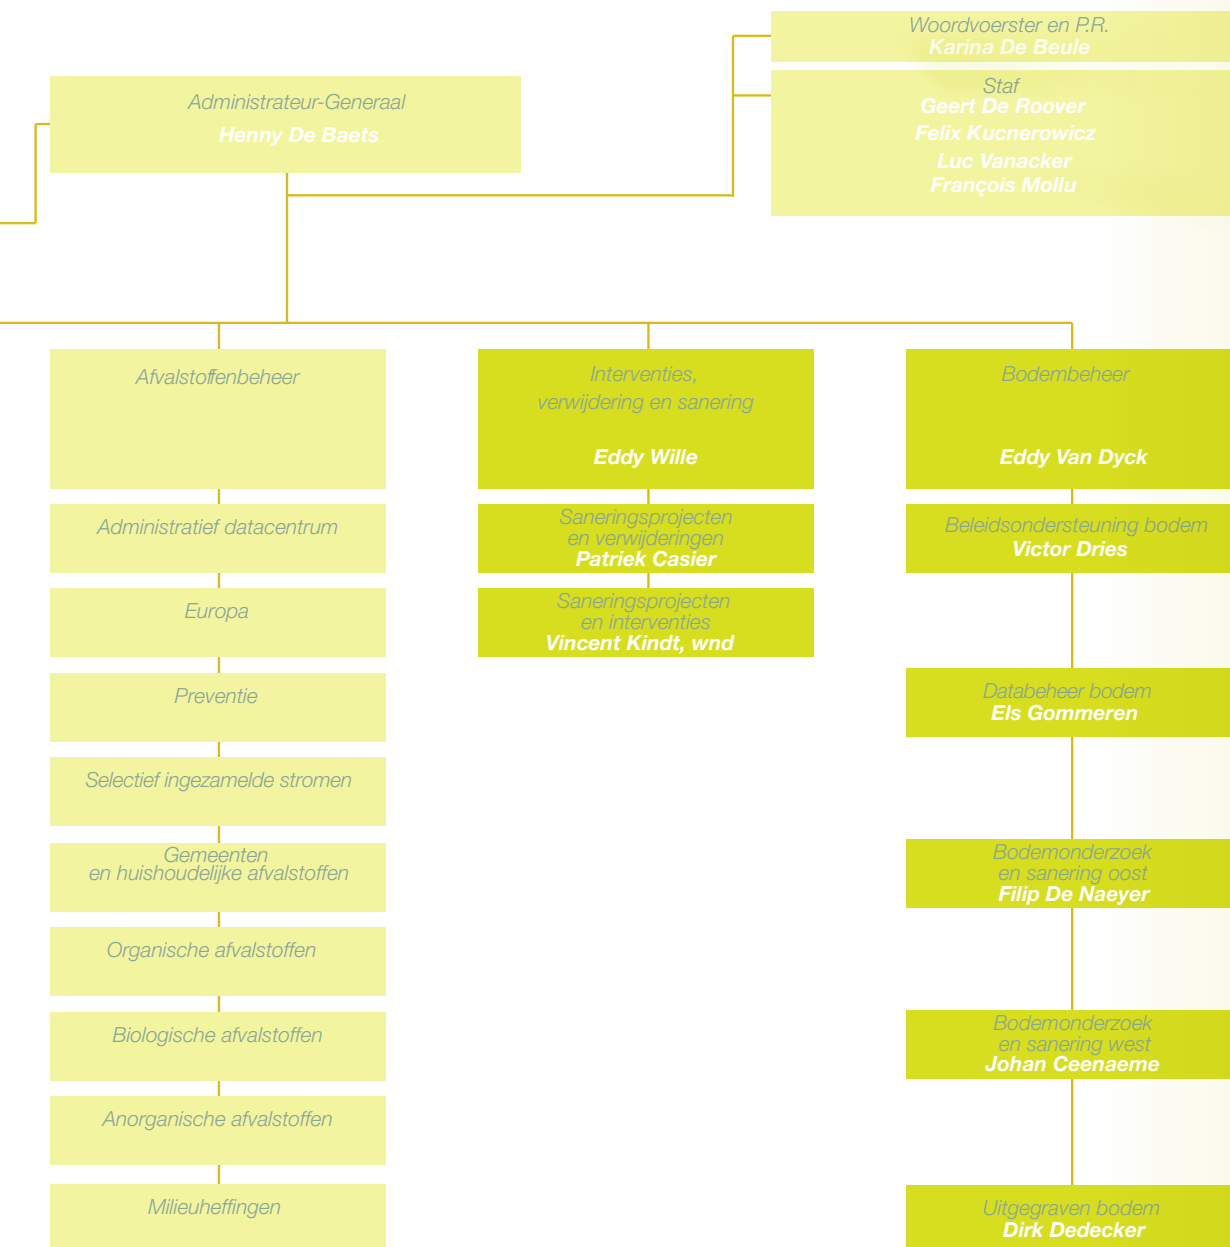 Woordvoerster en P.R.
Karina De Beule
Staf
Geert De Roover
Felix Kucnerowicz
Luc Vanacker
François Mollu
Administrateur-Generaal
Henny De Baets
Afvalstoffenbeheer
Administratief datacentrum
Europa
Preventie
Selectief ingezamelde stromen
Gemeenten
en huishoudelijke afvalstoffen
Organische afvalstoffen
Biologische afvalstoffen
Anorganische afvalstoffen
Milieuheffingen
Interventies,
verwijdering en sanering
Eddy Wille
Saneringsprojecten
en verwijderingen
Patriek Casier
Saneringsprojecten
en interventies
Vincent Kindt, wnd
Bodembeheer
Eddy Van Dyck
Beleidsondersteuning bodem
Victor Dries
Databeheer bodem
Els Gommeren
Bodemonderzoek
en sanering oost
Filip De Naeyer
Bodemonderzoek
en sanering west
Johan Ceenaeme
Uitgegraven bodem
Dirk Dedecker